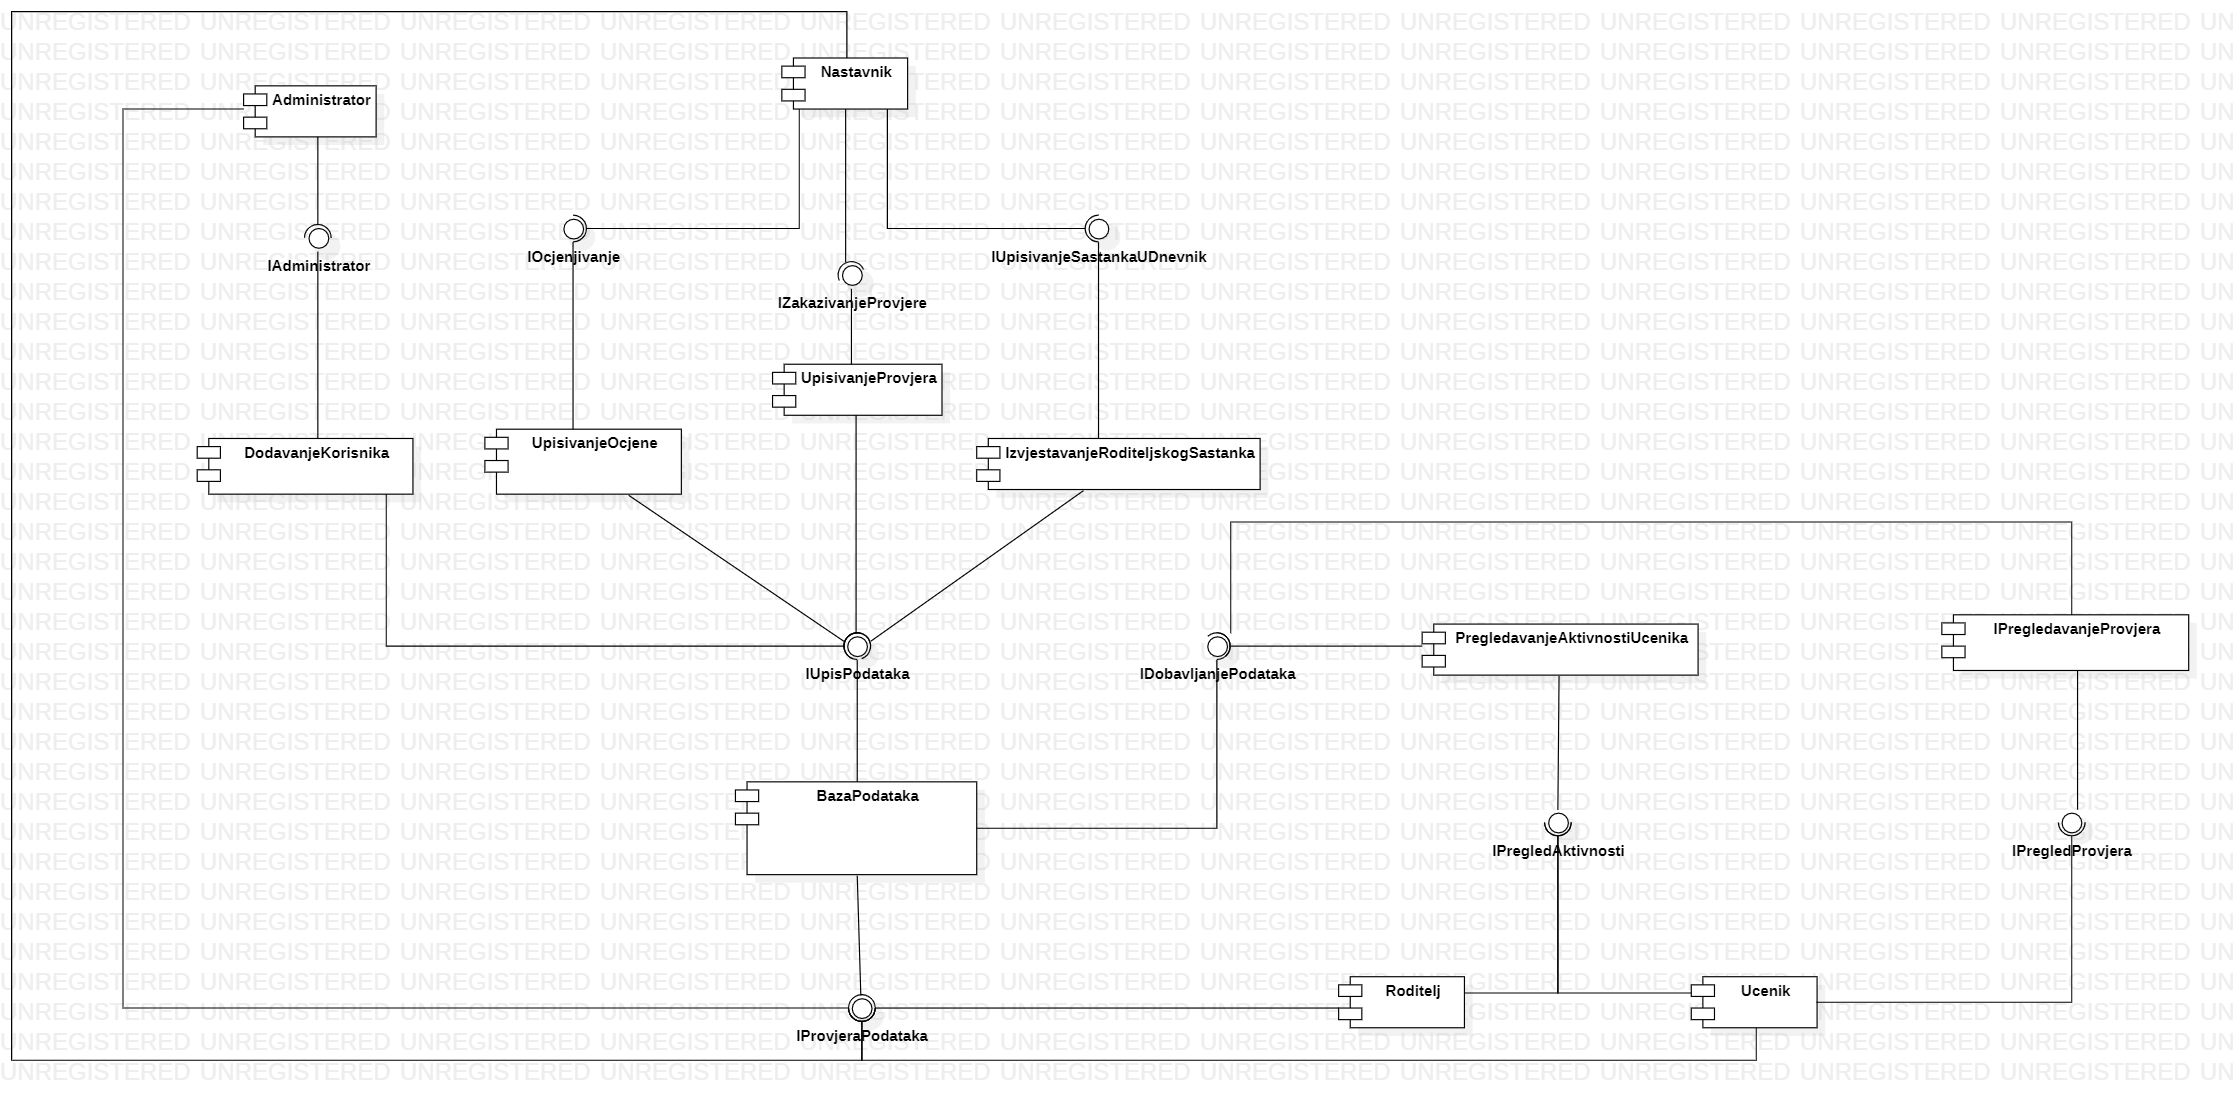 Nastavnik
Administrator
IOcjenjivanje
IUpisivanjeSastankaUDnevnik
IAdministrator
IZakazivanjeProvjere
UpisivanjeProvjera
UpisivanjeOcjene
DodavanjeKorisnika
IzvjestavanjeRoditeljskogSastanka
IPregledavanjeProvjera
PregledavanjeAktivnostiUcenika
IUpisPodataka
IDobavljanjePodataka
BazaPodataka
IPregledAktivnosti
IPregledProvjera
Roditelj
Ucenik
IProvjeraPodataka
UNREGISTERED